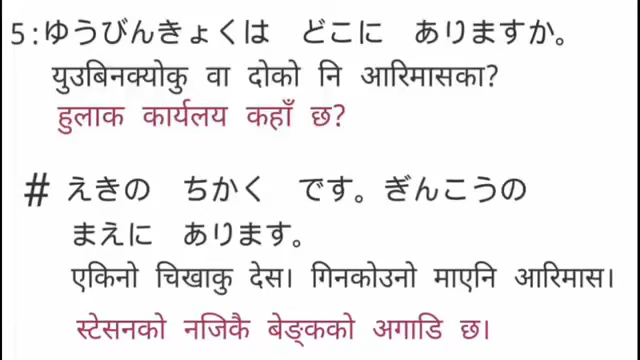 5:ゆうびんきょくは どこに ありますか。
युउबिनक्योकु वा दोको नि आरिमासका?
हुलाक कार्यलय कहाँ छ?
# えきの ちかく です。ぎんこうの
まえに あります。
एकिनो चिखाकु देस। गिनकोउनो माएनि आरिमास।
स्टेसनको नजिकै बेङ्कको अगाडि छ।